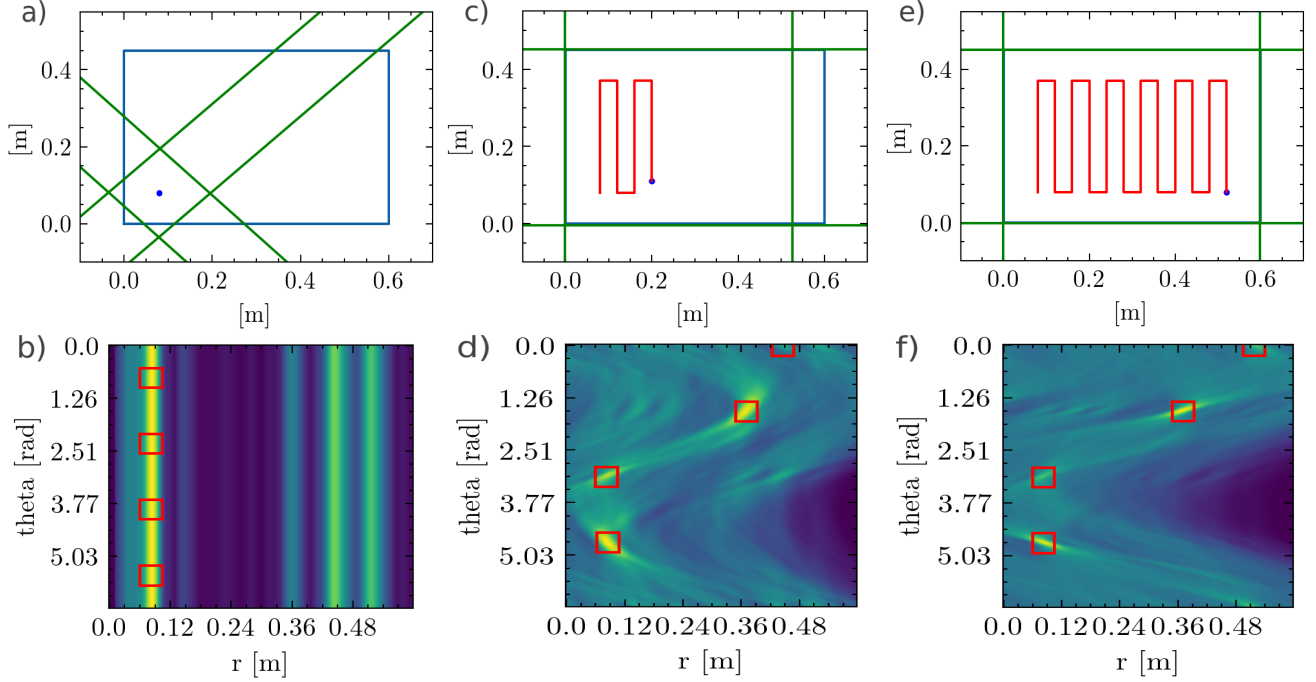 a) c) e)
0.4 0.4 0.4
[m] [m] [m]
0.2 0.2 0.2
0.0 0.0 0.0
0.0 0.2 0.4 0.6 0.0 0.2 0.4 0.6 0.0 0.2 0.4 0.6
[m] [m] [m]
b) d) f)
0.0 0.0 0.0
1.26 1.26 1.26
2.51 2.51 2.51
theta [rad] theta [rad] theta [rad]
3.77 3.77 3.77
5.03 5.03 5.03
0.0 0.12 0.24 0.36 0.48 0.0 0.12 0.24 0.36 0.48 0.0 0.12 0.24 0.36 0.48
r [m] r [m] r [m]